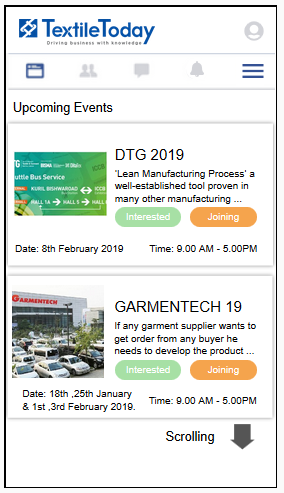 TextileToday
Driving business with knowledge
Upcoming Events
DTG 2019
'Lean Manufacturing Process' a
well-established tool proven in
many other manufacturing ...
Interested
Joining
BGMEA
uttle Bus Service
KURIL BISHWAROAD
ICCB
HALL 1A
HALL 5
HALL
Date: 8th February 2019
Time: 9.00 AM - 5.00PM
GARMENTECH
GARMENTECH 19
If any garment supplier wants to
get order from any buyer he
needs to develop the product ...
Interested
Joining
Date: 18th ,25th January
& 1st ,3rd February 2019.
Time: 9.00 AM - 5.00PM
Scrolling